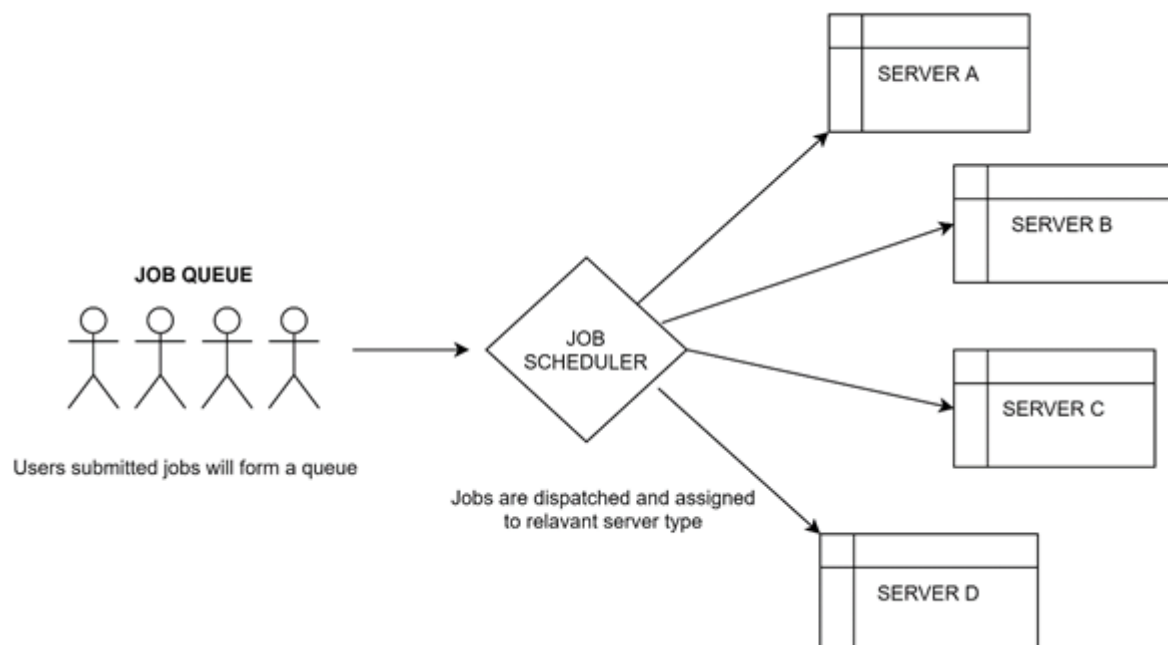 JOB QUEUE
Users submitted jobs will form a queue
JOB
SCHEDULER
Jobs are dispatched and assigned
to relavant server type
SERVER A
SERVER B
SERVER C
SERVER D